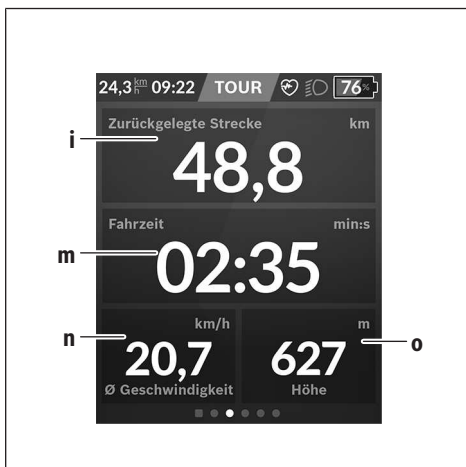 24,3 km/h 09:22 TOUR 76%
Zurückgelegte Strecke km
i
48,8
Fahrzeit min:s
m
02:35
km/h m
n
o
20,7 627
Ø Geschwindigkeit Höhe